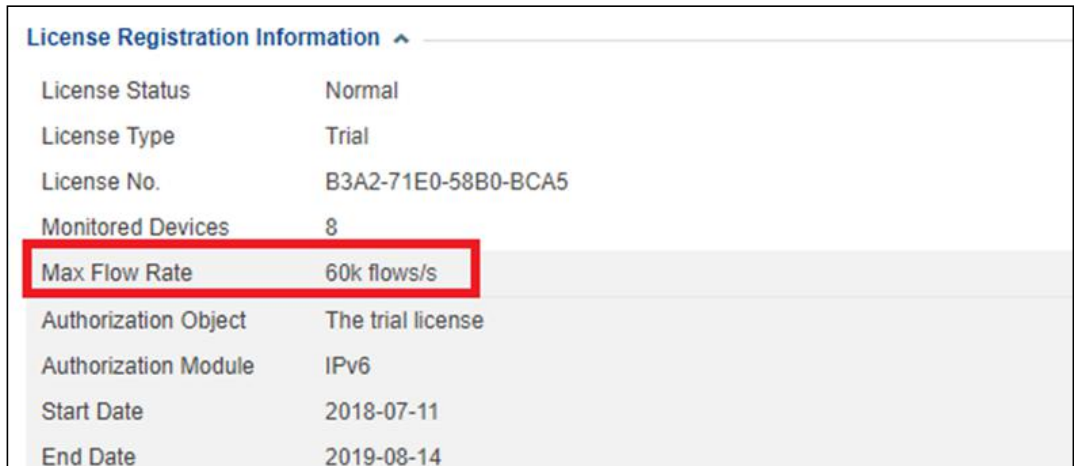 License Registration Information
License Status Normal
License Type Trial
License No. B3A2-71E0-58B0-BCA5
Monitored Devices 8
Max Flow Rate 60k flows/s
Authorization Object The trial license
Authorization Module IPv6
Start Date 2018-07-11
End Date 2019-08-14